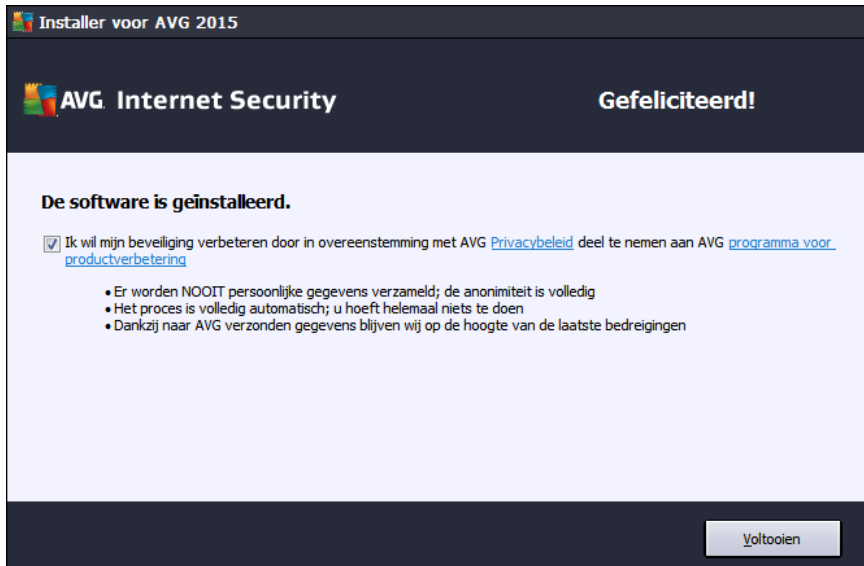 Installer voor AVG 2015
AVG. Internet Security
Gefeliciteerd!
De software is geïnstalleerd.
Ik wil mijn beveiliging verbeteren door in overeenstemming met AVG Privacybeleid deel te nemen aan AVG programma voor
productverbetering
• Er worden NOOIT persoonlijke gegevens verzameld; de anonimiteit is volledig
• Het proces is volledig automatisch; u hoeft helemaal niets te doen
• Dankzij naar AVG verzonden gegevens blijven wij op de hoogte van de laatste bedreigingen
Voltooien